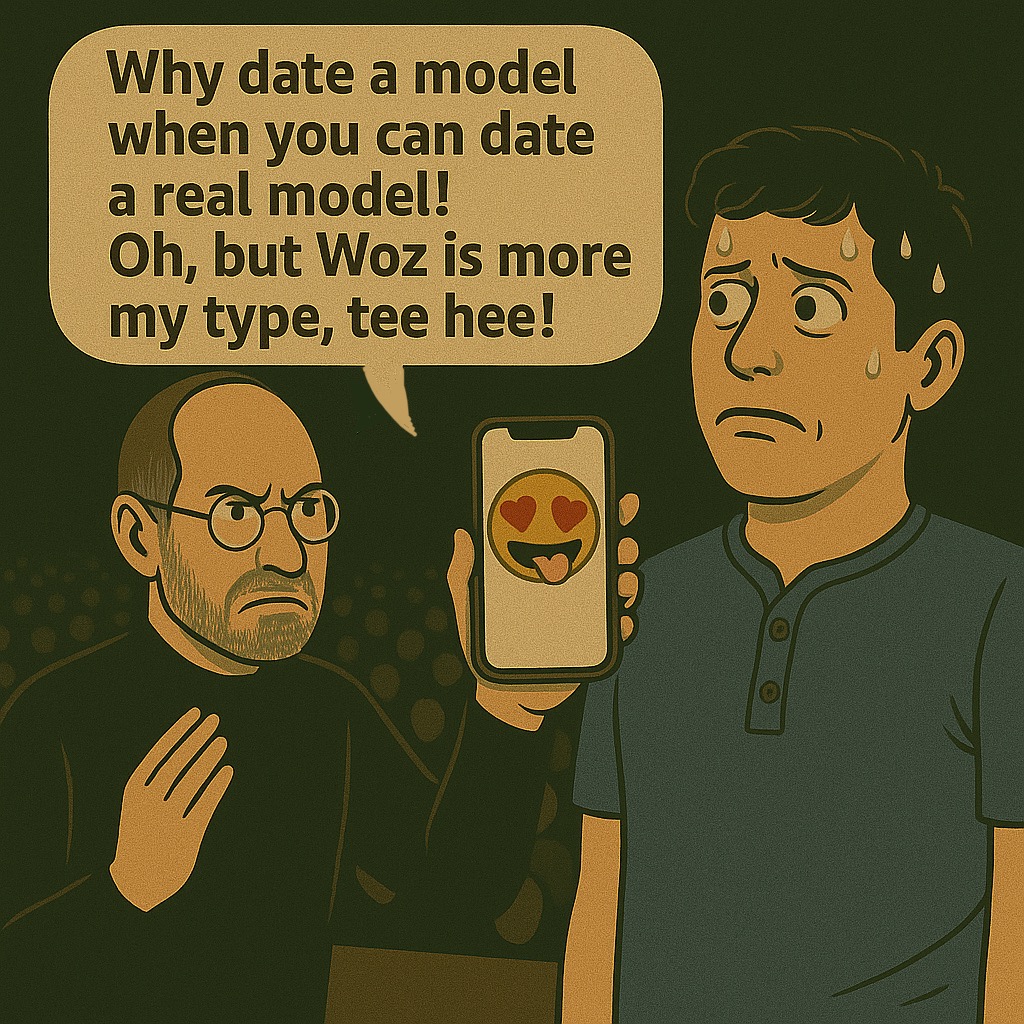 Why date a model
when you can date
a real model!
Oh, but Woz is more
my type, tee hee!